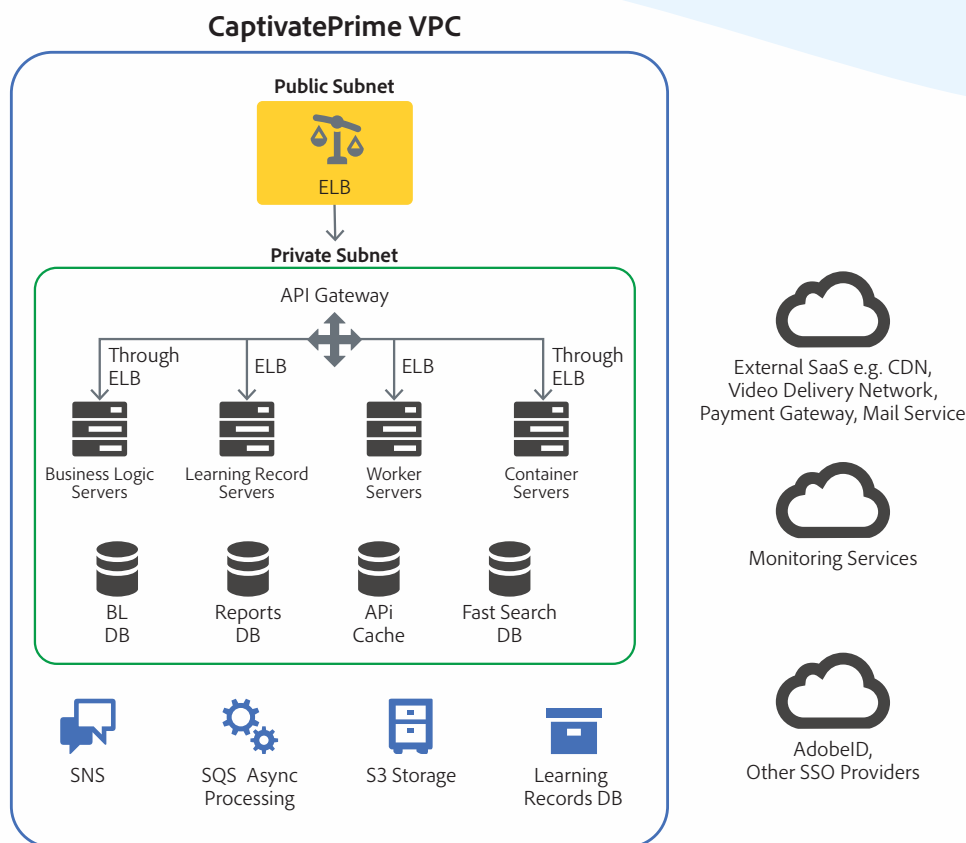 CaptivatePrime VPC
Public Subnet
ELB
Private Subnet
API Gateway
Through
ELB
ELB
ELB
Through
ELB
Business Logic
Servers
Learning Record
Servers
Worker
Servers
Container
Servers
BL
DB
Reports
DB
APi
Cache
Fast Search
DB
SNS
SQS Async
Processing
S3 Storage
Learning
Records DB
External SaaS e.g. CDN,
Video Delivery Network,
Payment Gateway, Mail Service
Monitoring Services
AdobeID,
Other SSO Providers